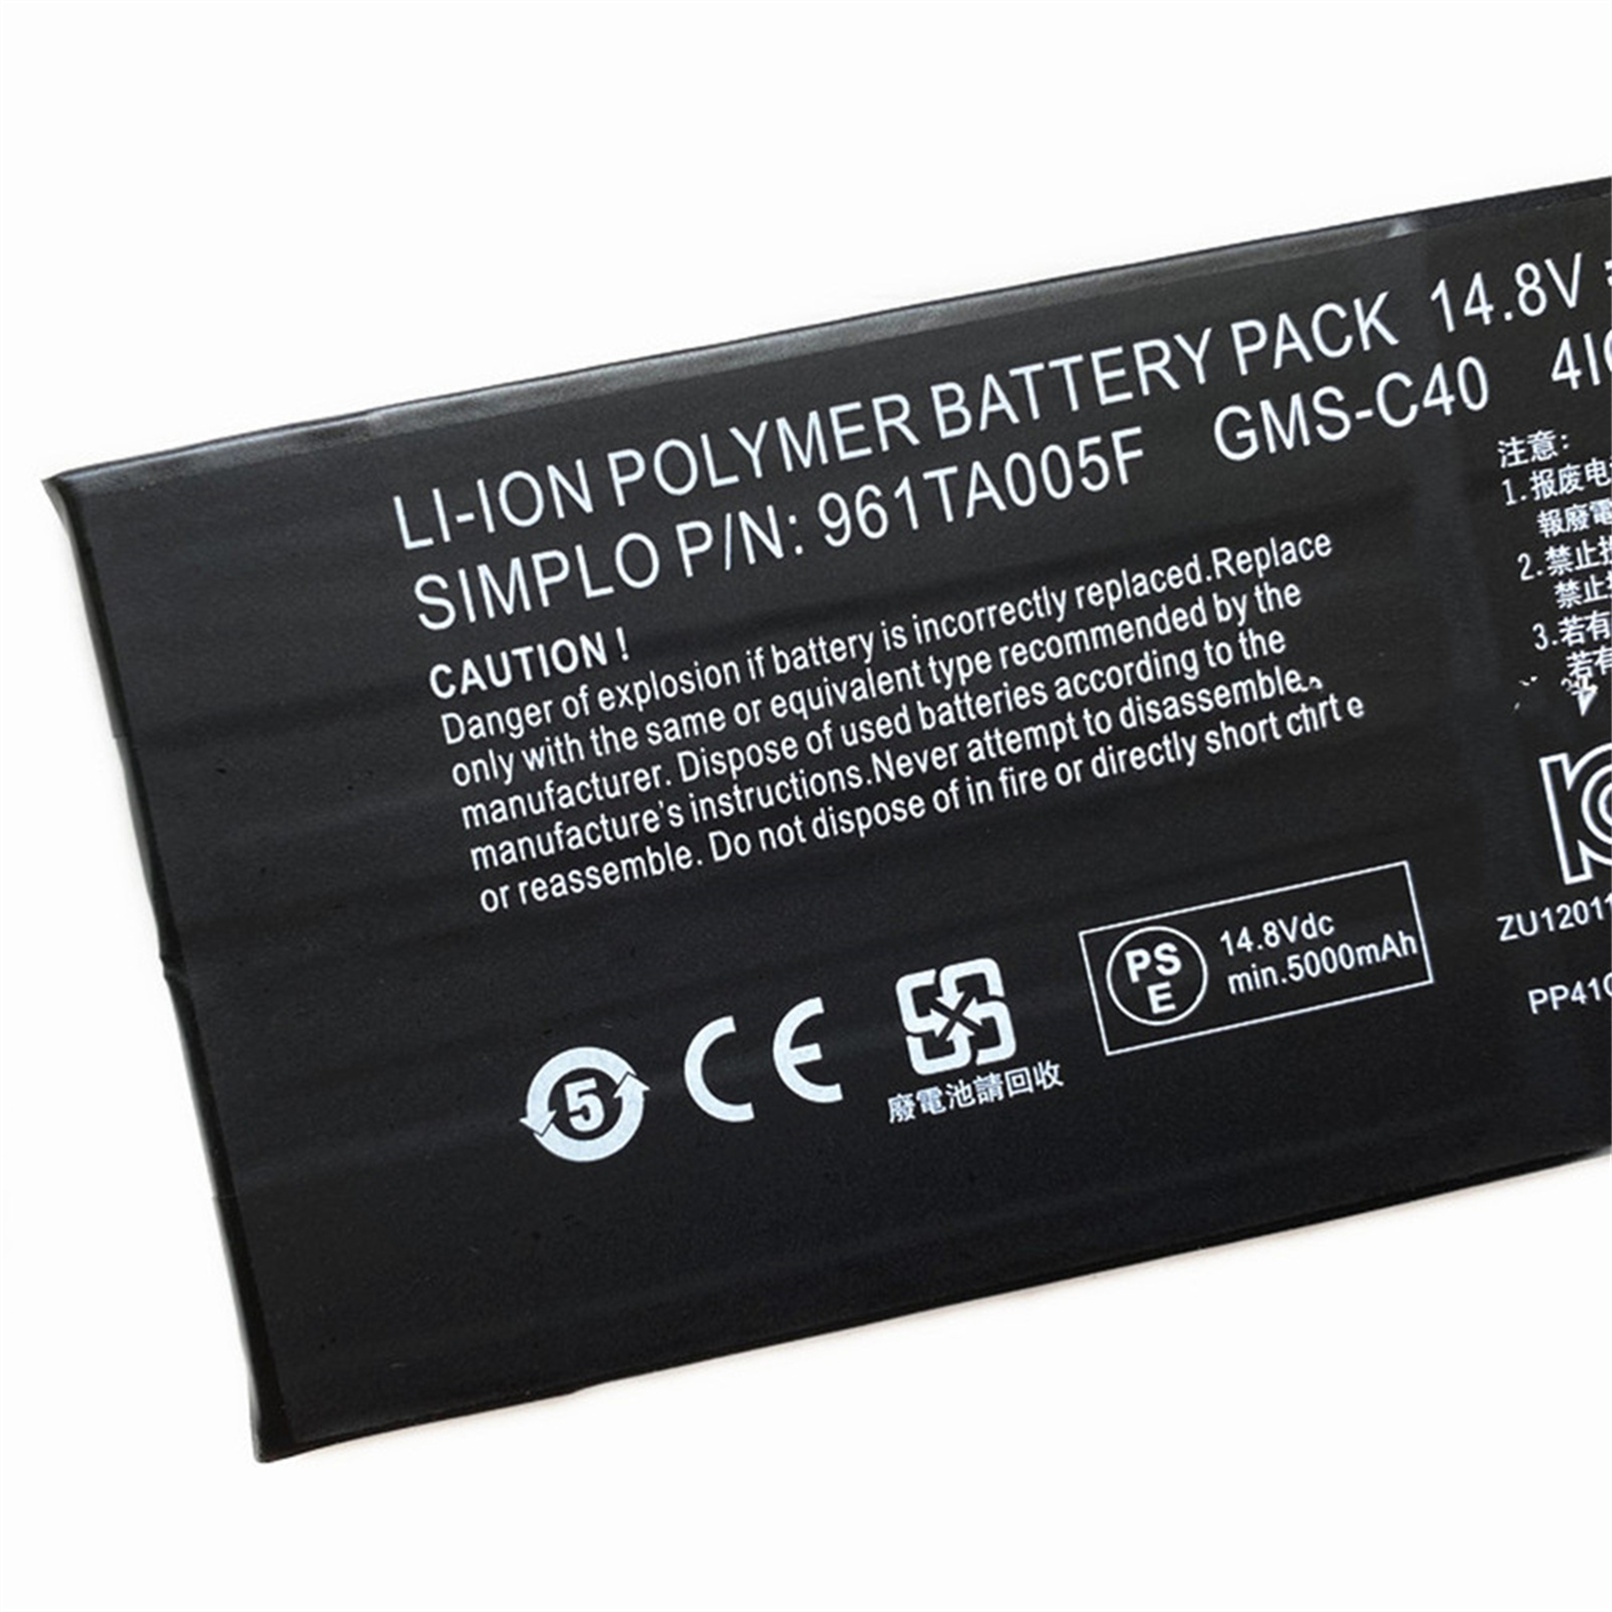 LI-ION POLYMER BATTERY PACK 14.8V
SIMPLO P/N: 961TA005F GMS-C40
CAUTION !
Danger of explosion if battery is incorrectly replaced.Replace
only with the same or equivalent type recommended by the
manufacturer. Dispose of used batteries according to the
manufacture's instructions.Never attempt to disassemble
or reassemble. Do not dispose of in fire or directly short
注意:
1.报废电
報廢電
2.禁止
禁止
3.若有
若有
5
CE
廢電池請回收
PS
E
14.8Vdc
min.5000mAh
ZU12011